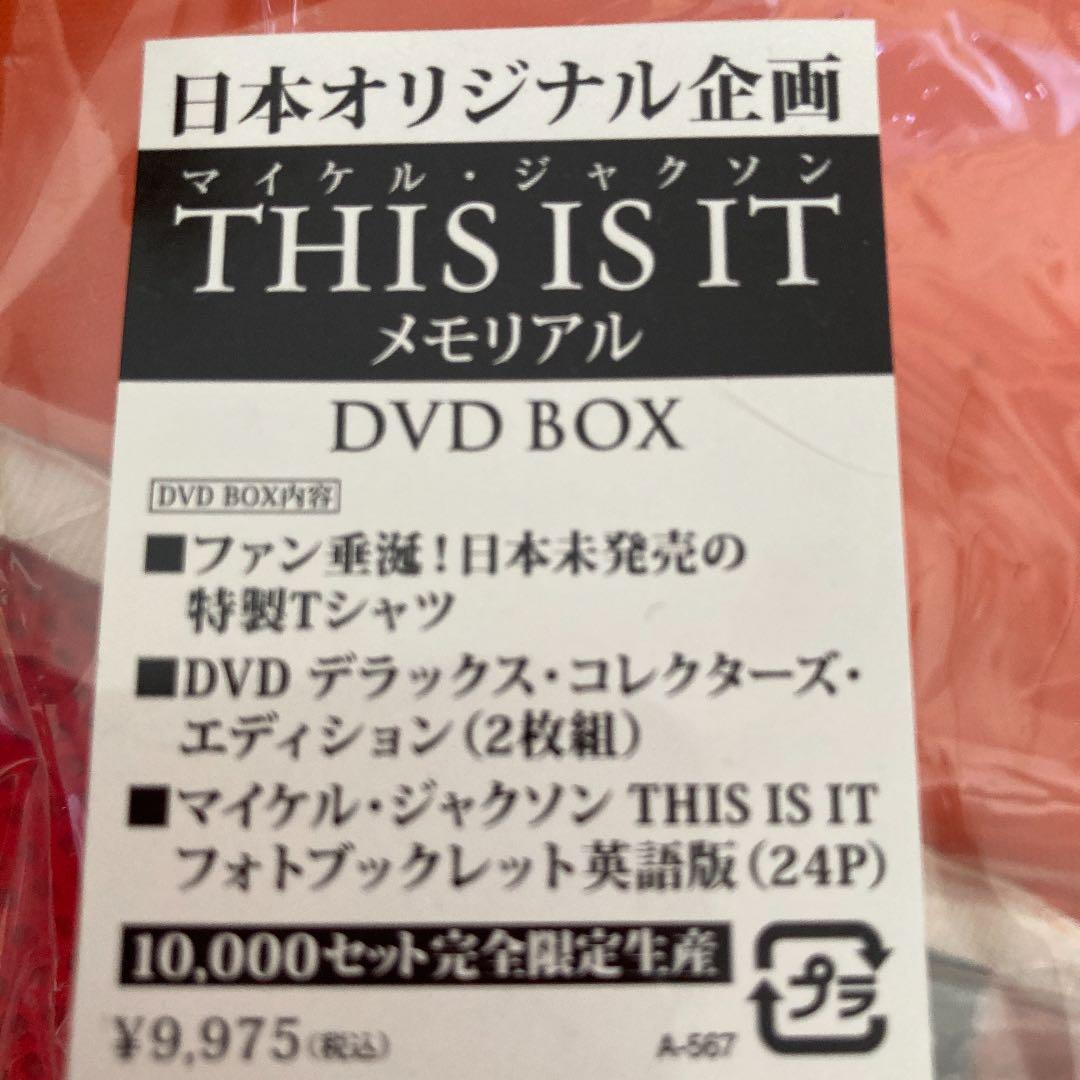 日本オリジナル企画
マイケル・ジャクソン
THIS IS IT
メモリアル
DVD BOX
DVD BOX内容
■ファン垂涎!日本未発売の
特製Tシャツ
■DVD デラックス・コレクターズ・
エディション(2枚組)
■マイケル・ジャクソン THIS IS IT
フォトブックレット英語版(24P)
10,000セット完全限定生産
プラ
¥9,975(税込)
A-567